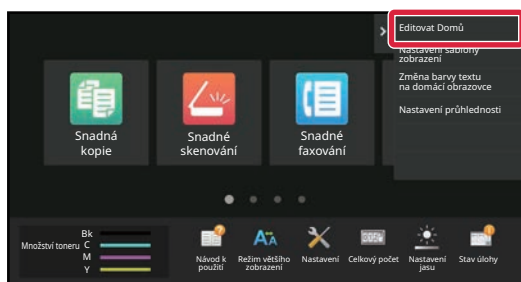 Editovat Domů
Nastavení šablony
zobrazení
Změna barvy textu
na domácí obrazovce
Nastavení průhlednosti
Snadná
kopie
Snadné
skenování
Snadné
faxování
Množství toneru
Bk
C
M
Y
Návod k
použití
Režim většího
zobrazení
Nastavení
Celkový počet
Nastavení
jasu
Stav úlohy